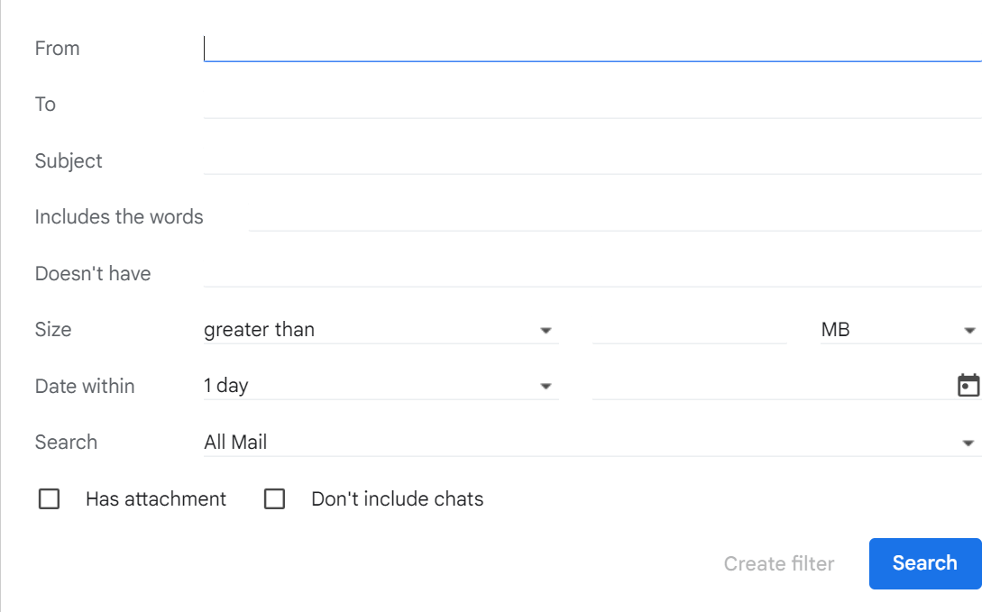 From
To
Subject
Includes the words
Doesn't have
Size greater than MB
Date within 1 day
Search All Mail
Has attachment Don't include chats
Create filter Search